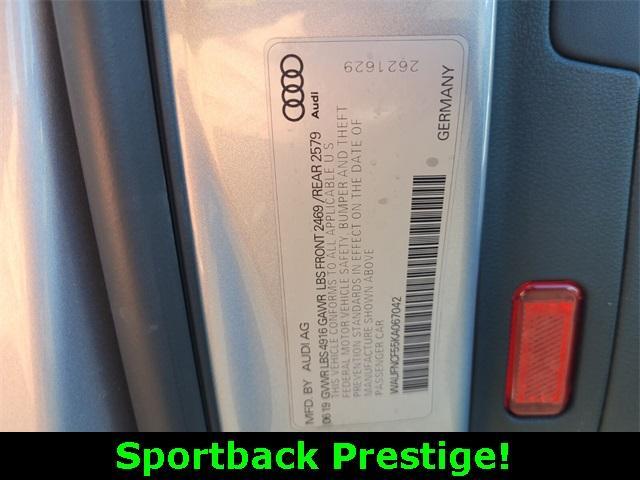 MFD. BY AUDI AG
06 19 GVWR LBS 4916 GAWR LBS FRONT 2469 / REAR 2579
THIS VEHICLE CONFORMS TO ALL APPLICABLE U S
FEDERAL MOTOR VEHICLE SAFETY, BUMPER AND THEFT
PREVENTION STANDARDS IN EFFECT ON THE DATE OF
MANUFACTURE SHOWN ABOVE
PASSENGER CAR
WAUFNCF55KA067042
Audi
GERMANY
2621629
Sportback Prestige!